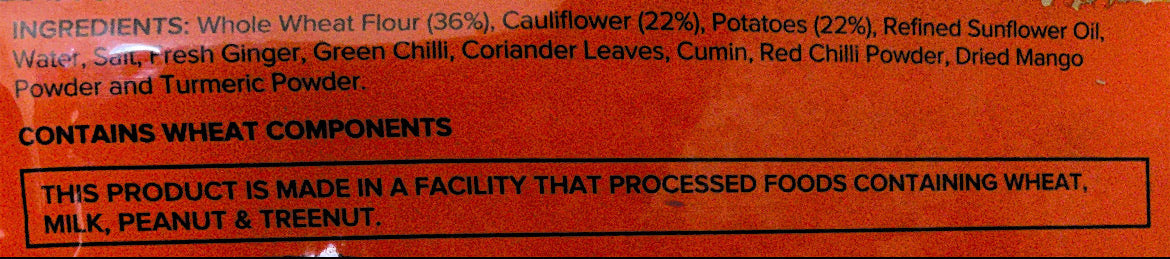 INGREDIENTS: Whole Wheat Flour (36%), Cauliflower (22%), Potatoes (22%), Refined Sunflower Oil,
Water, Salt, Fresh Ginger, Green Chilli, Coriander Leaves, Cumin, Red Chilli Powder, Dried Mango
Powder and Turmeric Powder.
CONTAINS WHEAT COMPONENTS
THIS PRODUCT IS MADE IN A FACILITY THAT PROCESSED FOODS CONTAINING WHEAT,
MILK, PEANUT & TREENUT.